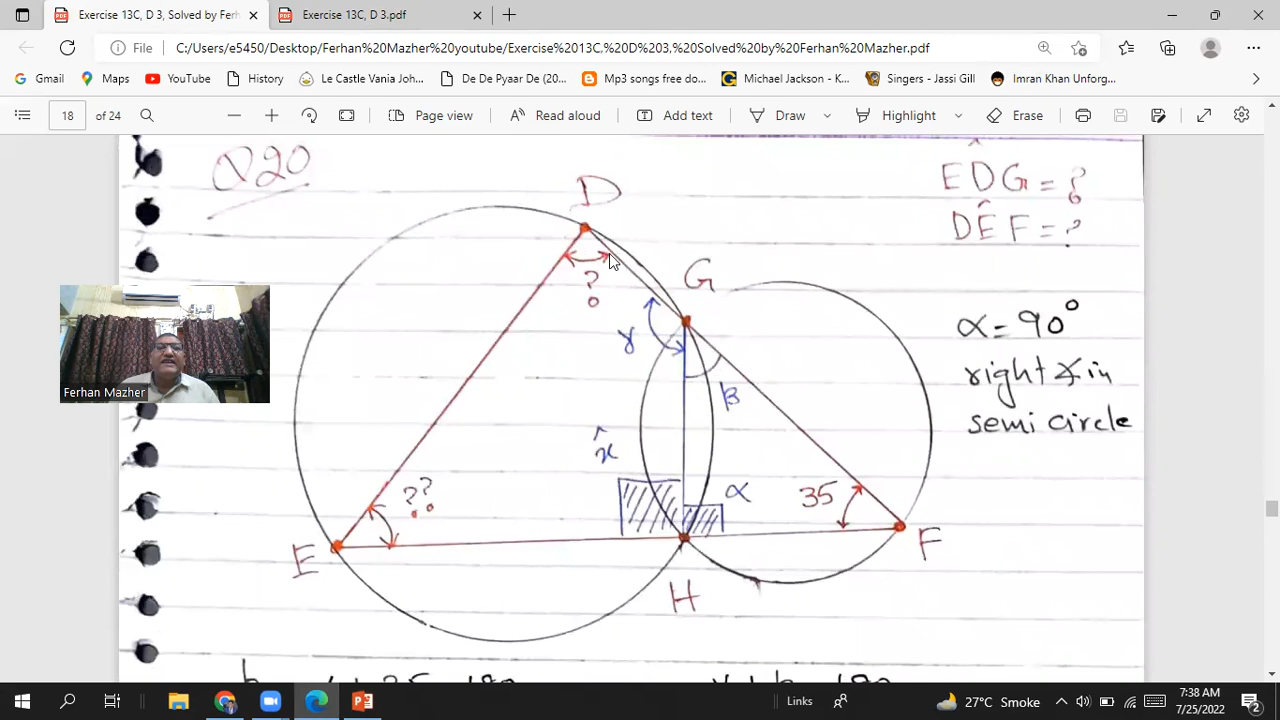 Exercise 13C, D 3, Solved by Ferh
Exercise 13C, D 3.pdf
File
C:/Users/e5450/Desktop/Ferhan%20Mazher%20youtube/Exercise%2013C,%20D%203,%20Solved%20by%20Ferhan%20Mazher.pdf
Gmail
Maps
YouTube
History
Le Castle Vania Joh...
De De Pyaar De (20...
Mp3 songs free do...
Michael Jackson - K...
Singers - Jassi Gill
Imran Khan Unforg...
18 of 24
Page view
Read aloud
Add text
Draw
Highlight
Erase
Q20
D
EDG = ?
DEF = ?
G
?
γ
β
α = 90°
right ∡ in
semi circle
x
??
α
35
E
H
F
Ferhan Mazher
Links
27°C Smoke
7:38 AM
7/25/2022
2